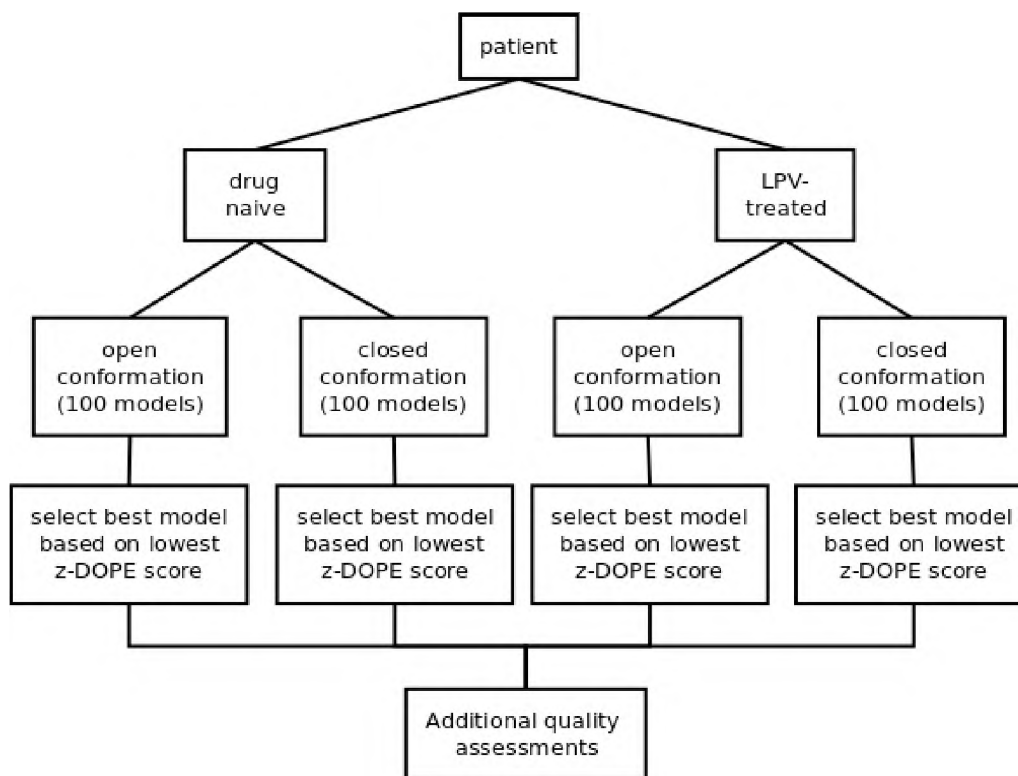 patient
drug
naive
LPV-
treated
open
conformation
(100 models)
closed
conformation
(100 models)
open
conformation
(100 models)
closed
conformation
(100 models)
select best model
based on lowest
z-DOPE score
select best model
based on lowest
z-DOPE score
select best model
based on lowest
z-DOPE score
select best model
based on lowest
z-DOPE score
Additional quality
assessments